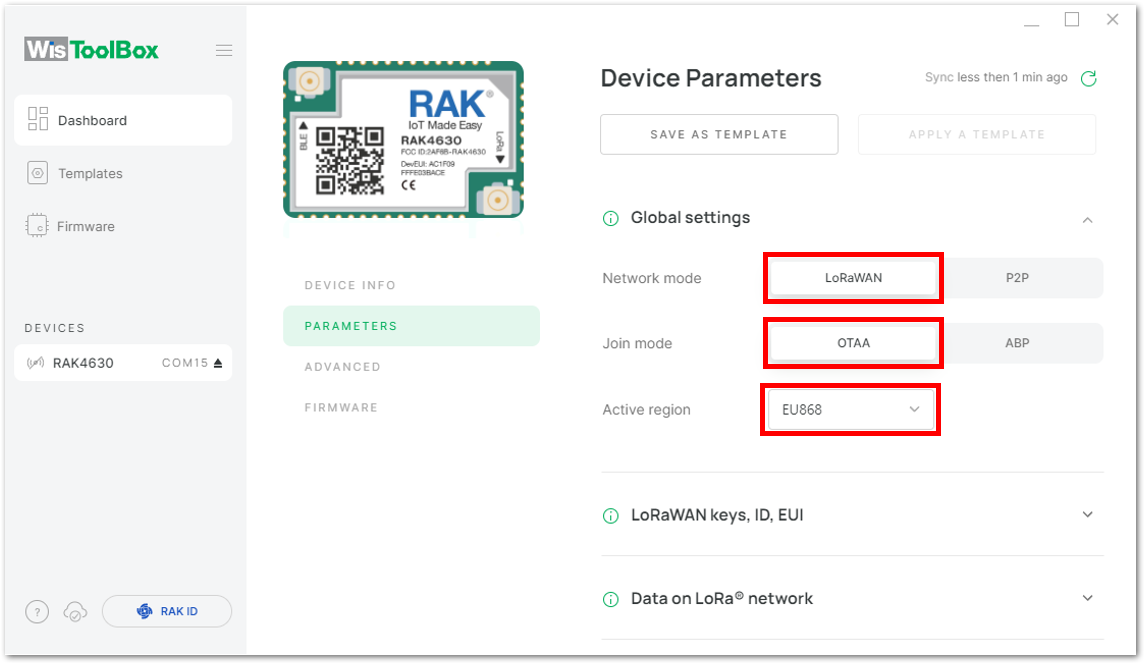 WisToolBox
Dashboard
Templates
Firmware
DEVICES
RAK4630 COM15
?
RAK ID
RAK®
IoT Made Easy
RAK4630
FCC ID:2AF6B-RAK4630
DevEUI: AC1F09
FFFE03BACE
CE
BLE
LoRa
DEVICE INFO
PARAMETERS
ADVANCED
FIRMWARE
Device Parameters
Sync less then 1 min ago
SAVE AS TEMPLATE
APPLY A TEMPLATE
Global settings
Network mode LoRaWAN P2P
Join mode OTAA ABP
Active region EU868
LoRaWAN keys, ID, EUI
Data on LoRa® network